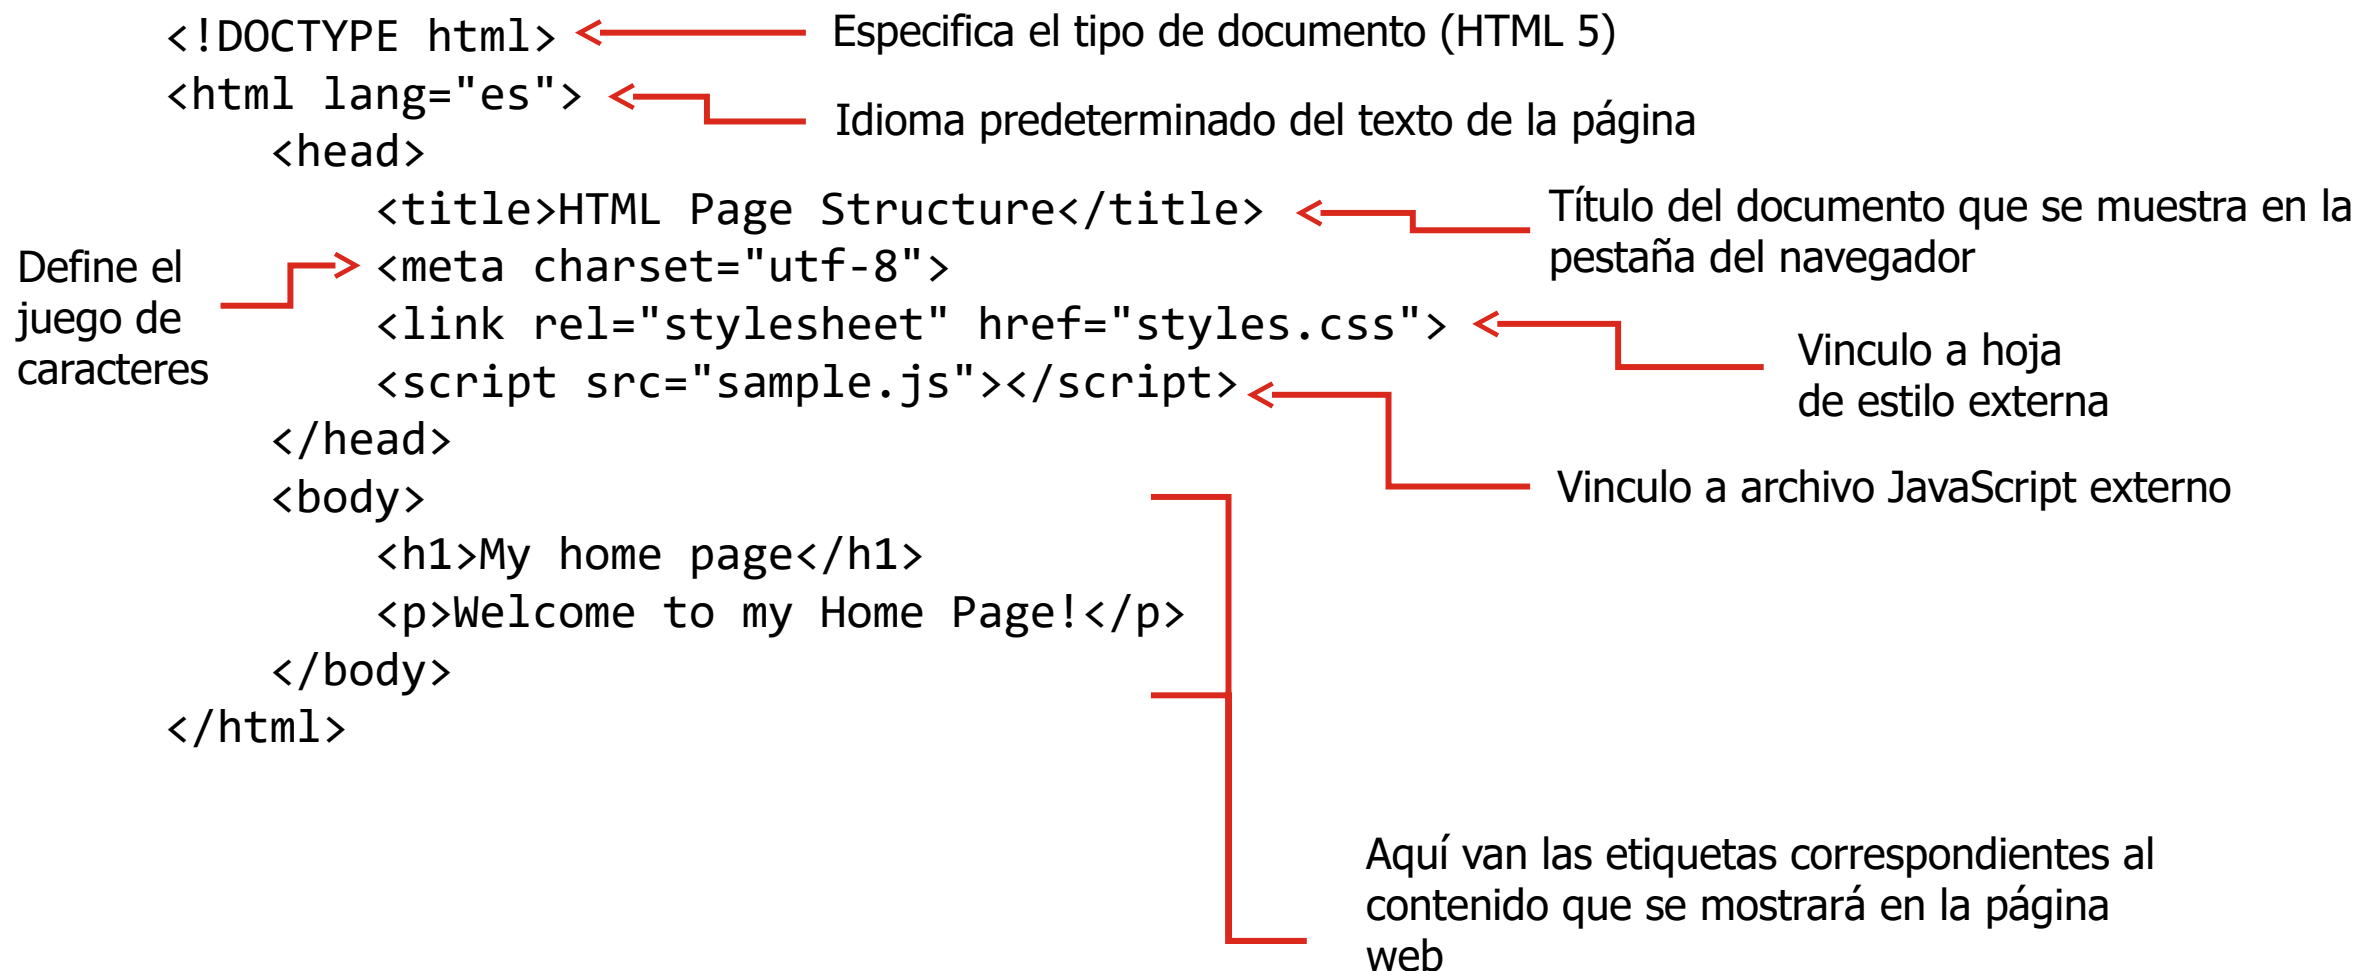 <!DOCTYPE html>
Especifica el tipo de documento (HTML 5)
<html lang="es">
Idioma predeterminado del texto de la página
<head>
<title>HTML Page Structure</title>
Título del documento que se muestra en la
pestaña del navegador
Define el
juego de
caracteres
<meta charset="utf-8">
<link rel="stylesheet" href="styles.css">
Vinculo a hoja
de estilo externa
<script src="sample.js"></script>
Vinculo a archivo JavaScript externo
</head>
<body>
<h1>My home page</h1>
<p>Welcome to my Home Page!</p>
</body>
</html>
Aquí van las etiquetas correspondientes al
contenido que se mostrará en la página
web